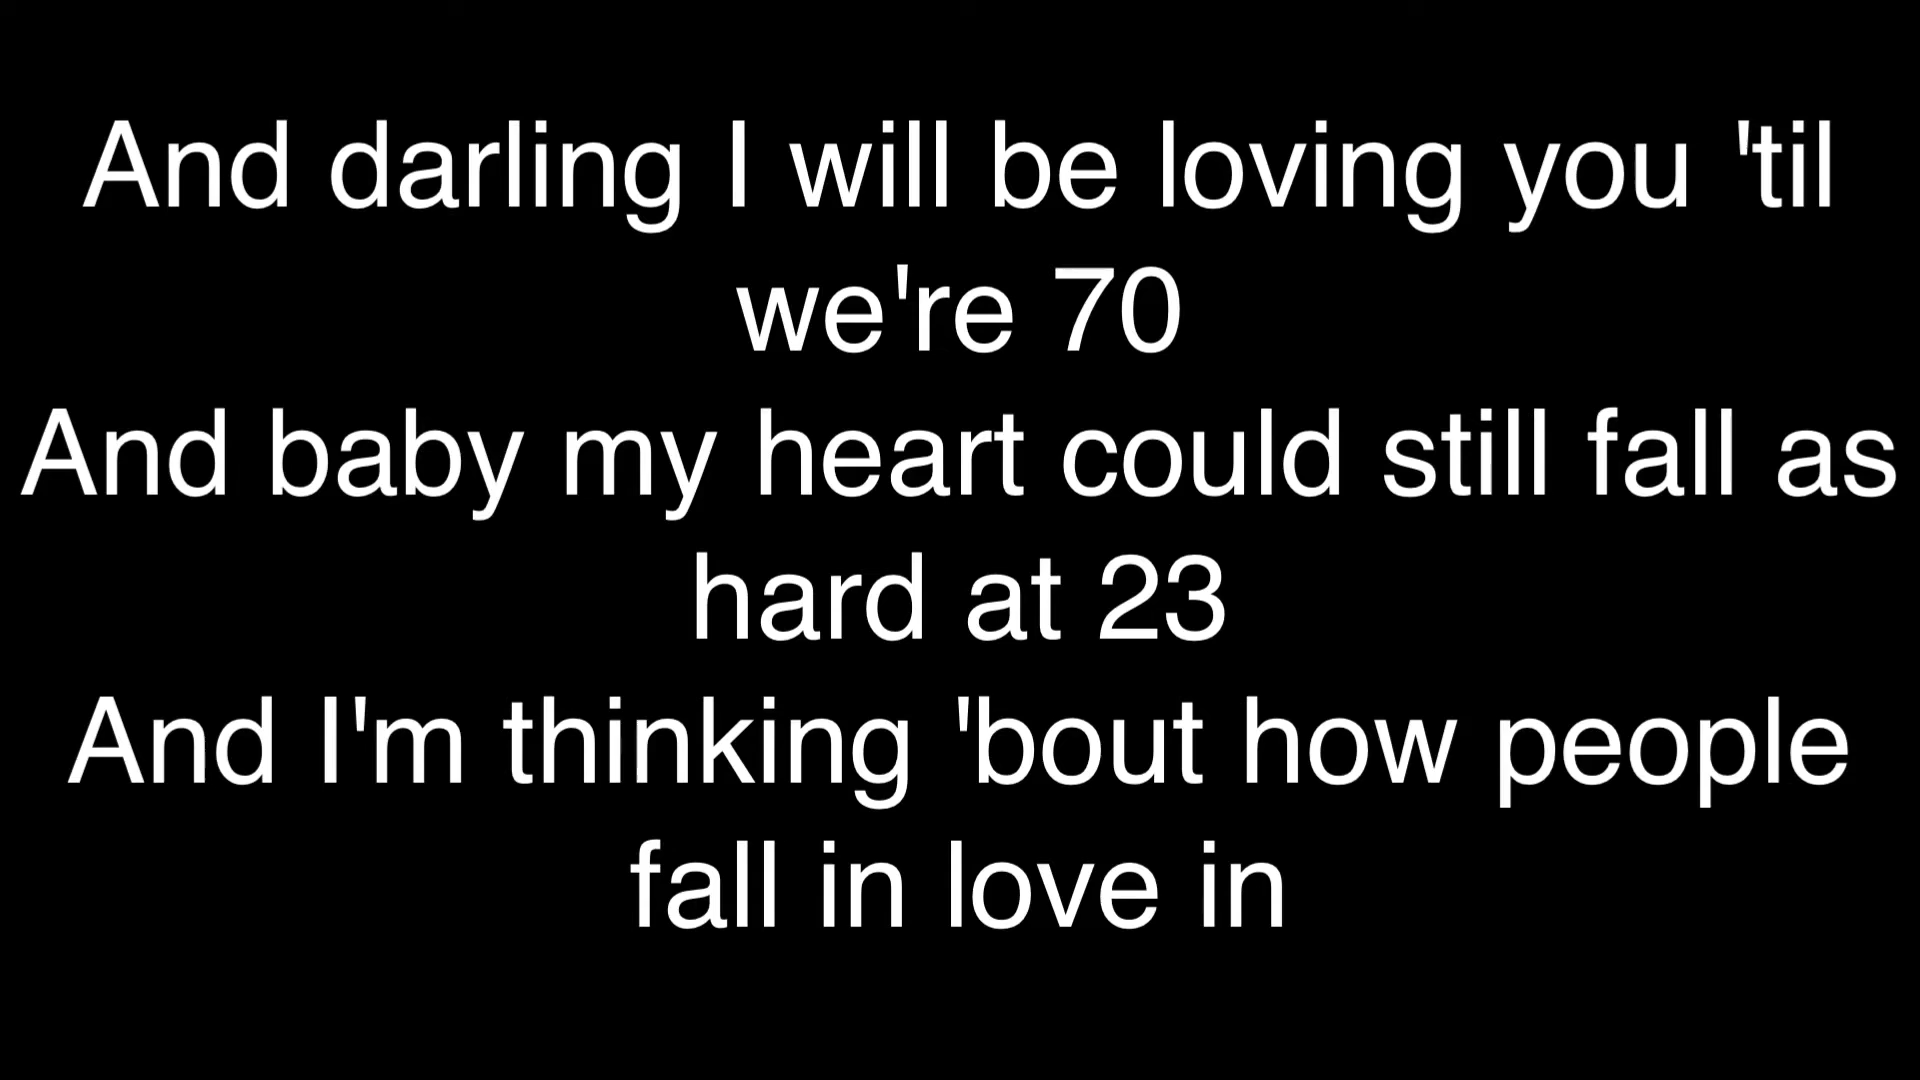 And darling I will be loving you 'til
we're 70
And baby my heart could still fall as
hard at 23
And I'm thinking 'bout how people
fall in love in